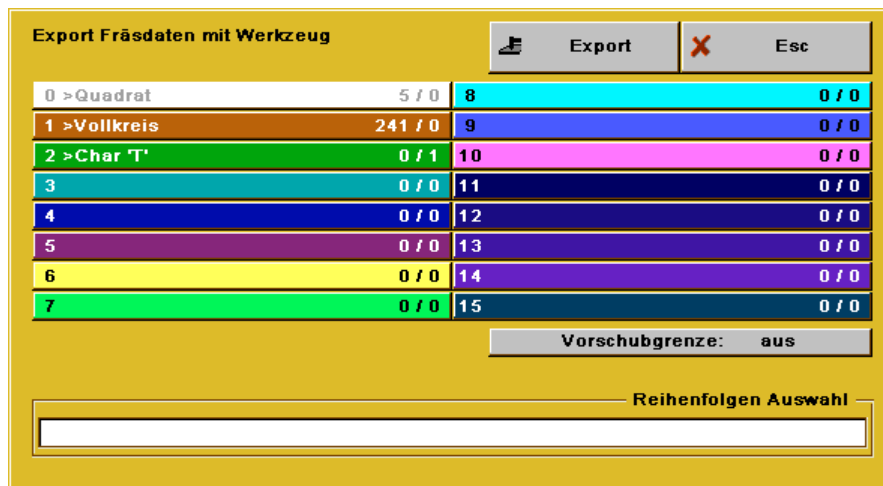 Export Fräsdaten mit Werkzeug
Export
Esc
0 >Quadrat 5 / 0
1 >Vollkreis 241 / 0
2 >Char 'T' 0 / 1
3 0 / 0
4 0 / 0
5 0 / 0
6 0 / 0
7 0 / 0
8 0 / 0
9 0 / 0
10 0 / 0
11 0 / 0
12 0 / 0
13 0 / 0
14 0 / 0
15 0 / 0
Vorschubgrenze: aus
Reihenfolgen Auswahl